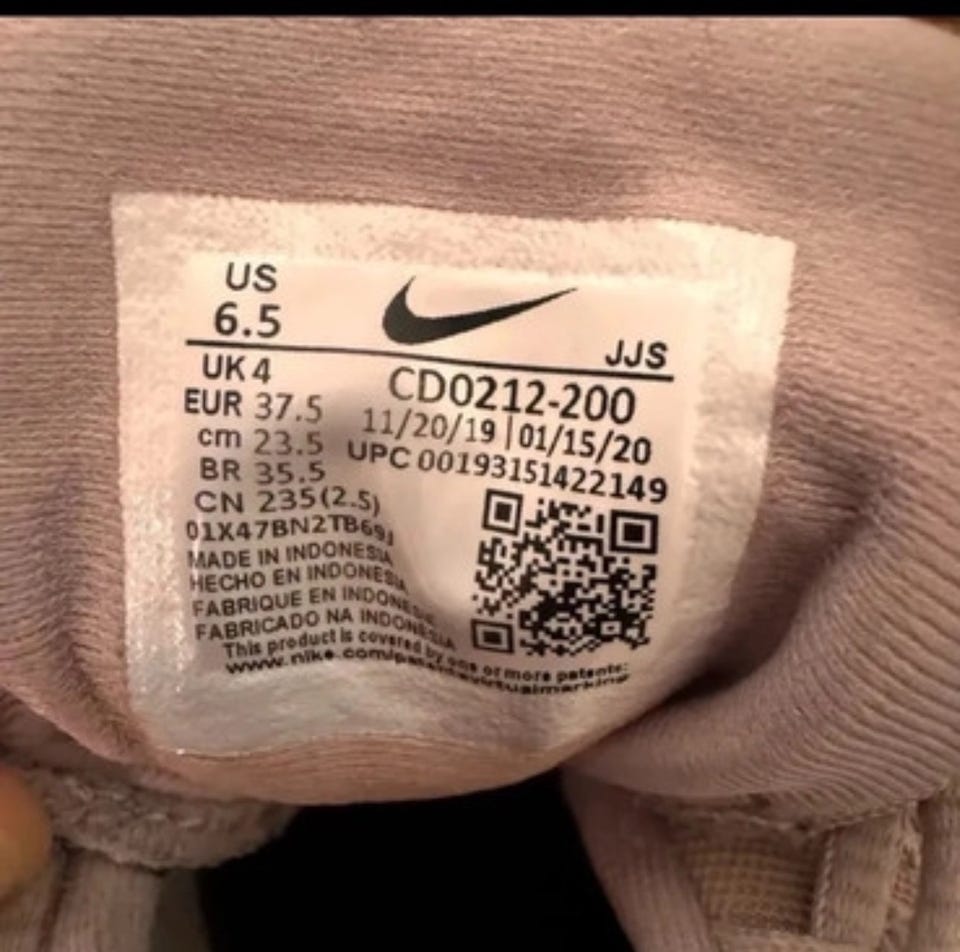 US
6.5
JJS
UK 4
CD0212-200
EUR 37.5
11/20/19 | 01/15/20
cm 23.5
UPC 00193151422149
BR 35.5
CN 235(2.5)
01X47BN2TB69J
MADE IN INDONESIA
HECHO EN INDONESIA
FABRIQUE EN INDONESIE
FABRICADO NA INDONESIA
This product is covered by one or more patents:
www.nike.com/patentsvirtualmarking